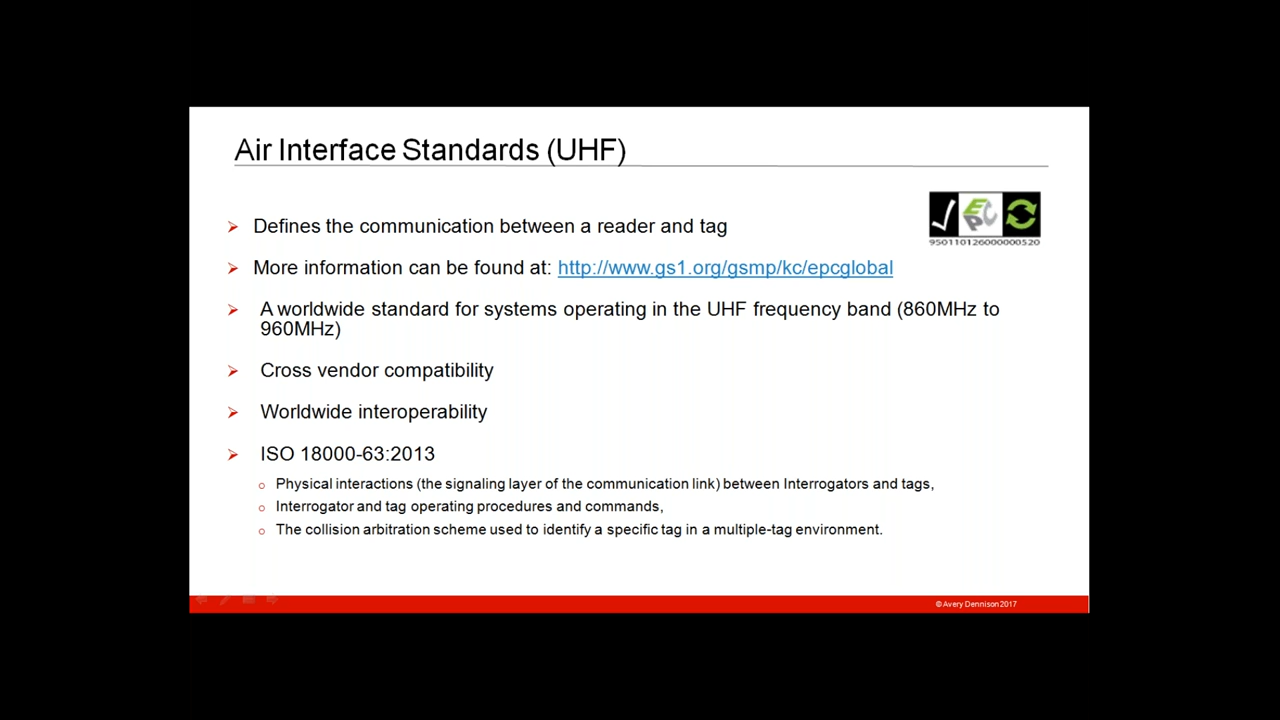 Air Interface Standards (UHF)
Defines the communication between a reader and tag
More information can be found at: http://www.gs1.org/gsmp/kc/epcglobal
A worldwide standard for systems operating in the UHF frequency band (860MHz to
960MHz)
Cross vendor compatibility
Worldwide interoperability
ISO 18000-63:2013
Physical interactions (the signaling layer of the communication link) between Interrogators and tags,
Interrogator and tag operating procedures and commands,
The collision arbitration scheme used to identify a specific tag in a multiple-tag environment.
EPC
950110126000000520
© Avery Dennison 2017